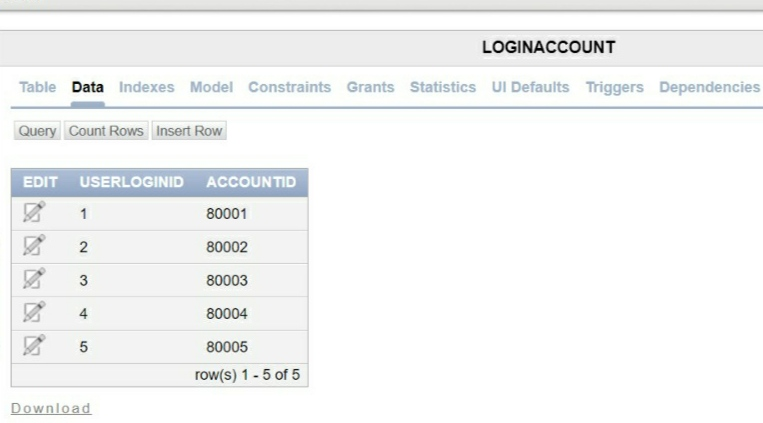 LOGINACCOUNT
Table Data Indexes Model Constraints Grants Statistics UI Defaults Triggers Dependencies
Query Count Rows Insert Row
EDIT USERLOGINID ACCOUNTID
1 80001
2 80002
3 80003
4 80004
5 80005
row(s) 1 - 5 of 5
Download